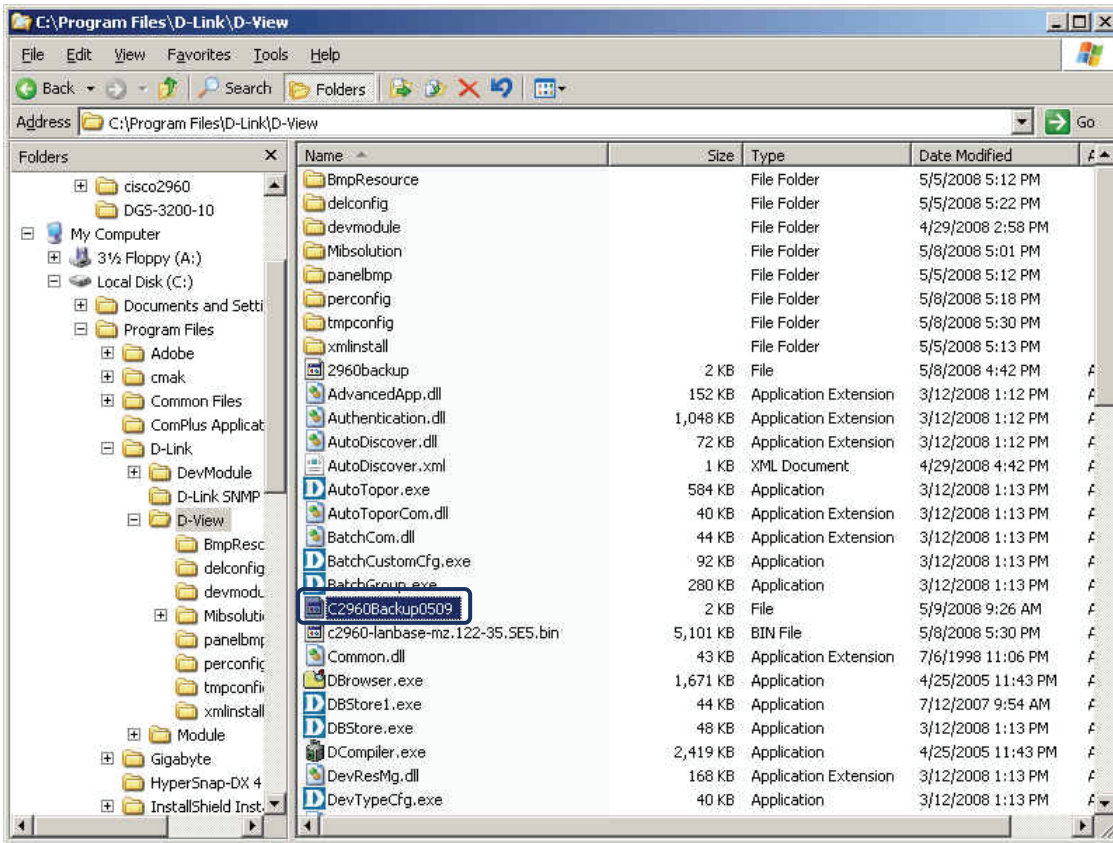 C:\Program Files\D-Link\D-View
File Edit View Favorites Tools Help
Back Search Folders
Address C:\Program Files\D-Link\D-View Go
Folders
cisco2960
DGS-3200-10
My Computer
3½ Floppy (A:)
Local Disk (C:)
Documents and Setti
Program Files
Adobe
cmak
Common Files
ComPlus Applicat
D-Link
DevModule
D-Link SNMP
D-View
BmpResc
delconfig
devmodu
Mibsoluti
panelbmp
perconfig
tmpconfi
xmlinstall
Module
Gigabyte
HyperSnap-DX 4
InstallShield Inst
Name Size Type Date Modified
BmpResource File Folder 5/5/2008 5:12 PM
delconfig File Folder 5/5/2008 5:22 PM
devmodule File Folder 4/29/2008 2:58 PM
Mibsolution File Folder 5/8/2008 5:01 PM
panelbmp File Folder 5/5/2008 5:12 PM
perconfig File Folder 5/8/2008 5:18 PM
tmpconfig File Folder 5/8/2008 5:30 PM
xmlinstall File Folder 5/5/2008 5:13 PM
2960backup 2 KB File 5/8/2008 4:42 PM
AdvancedApp.dll 152 KB Application Extension 3/12/2008 1:12 PM
Authentication.dll 1,048 KB Application Extension 3/12/2008 1:12 PM
AutoDiscover.dll 72 KB Application Extension 3/12/2008 1:12 PM
AutoDiscover.xml 1 KB XML Document 4/29/2008 4:42 PM
AutoTopor.exe 584 KB Application 3/12/2008 1:13 PM
AutoToporCom.dll 40 KB Application Extension 3/12/2008 1:13 PM
BatchCom.dll 44 KB Application Extension 3/12/2008 1:13 PM
BatchCustomCfg.exe 92 KB Application 3/12/2008 1:13 PM
BatchGroup.exe 280 KB Application 3/12/2008 1:13 PM
C2960Backup0509 2 KB File 5/9/2008 9:26 AM
c2960-lanbase-mz.122-35.SE5.bin 5,101 KB BIN File 5/8/2008 5:30 PM
Common.dll 43 KB Application Extension 7/6/1998 11:06 PM
DBrowser.exe 1,671 KB Application 4/25/2005 11:43 PM
DBStore1.exe 44 KB Application 7/12/2007 9:54 AM
DBStore.exe 48 KB Application 3/12/2008 1:13 PM
DCompiler.exe 2,419 KB Application 4/25/2005 11:43 PM
DevResMg.dll 168 KB Application Extension 3/12/2008 1:13 PM
DevTypeCfg.exe 40 KB Application 3/12/2008 1:13 PM